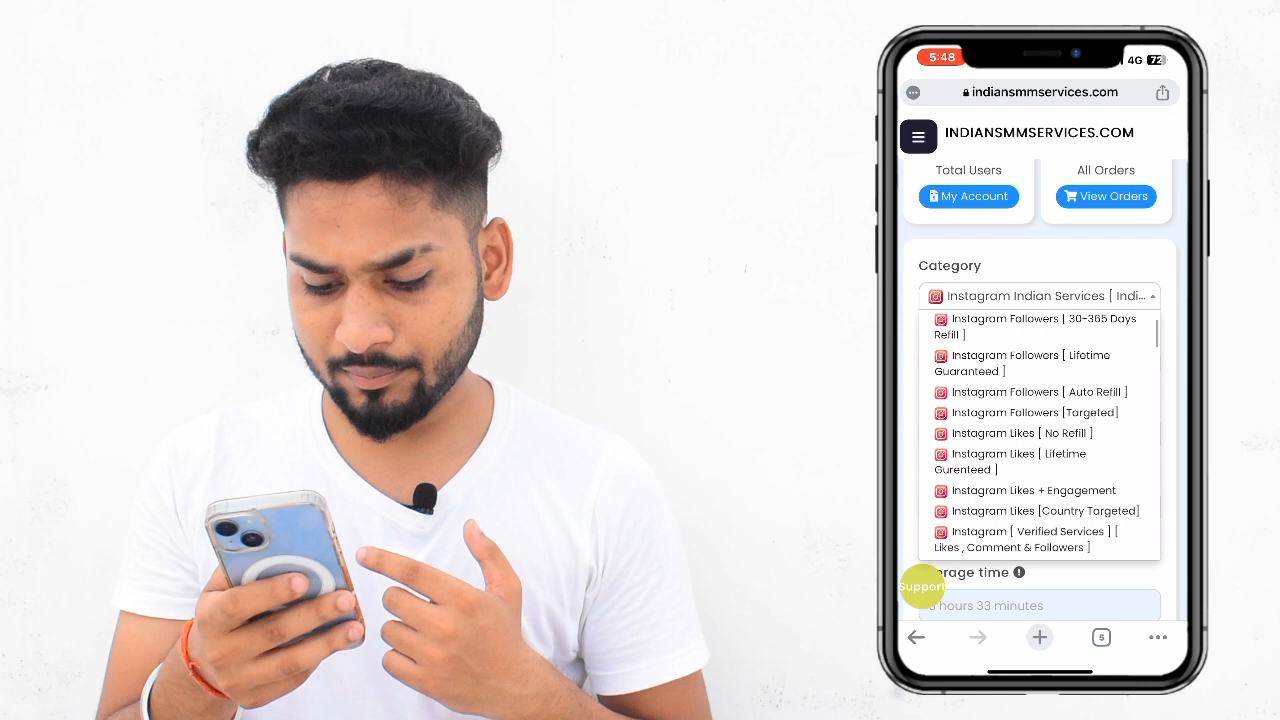 5:48
4G 72
indiansmmservices.com
INDIANSMMSERVICES.COM
Total Users
All Orders
My Account
View Orders
Category
Instagram Indian Services [ Indi...
Instagram Followers [ 30-365 Days
Refill ]
Instagram Followers [ Lifetime
Guaranteed ]
Instagram Followers [ Auto Refill ]
Instagram Followers [Targeted]
Instagram Likes [ No Refill ]
Instagram Likes [ Lifetime
Gurenteed ]
Instagram Likes + Engagement
Instagram Likes [Country Targeted]
Instagram [ Verified Services ] [
Likes , Comment & Followers ]
Support
hours 33 minutes
5